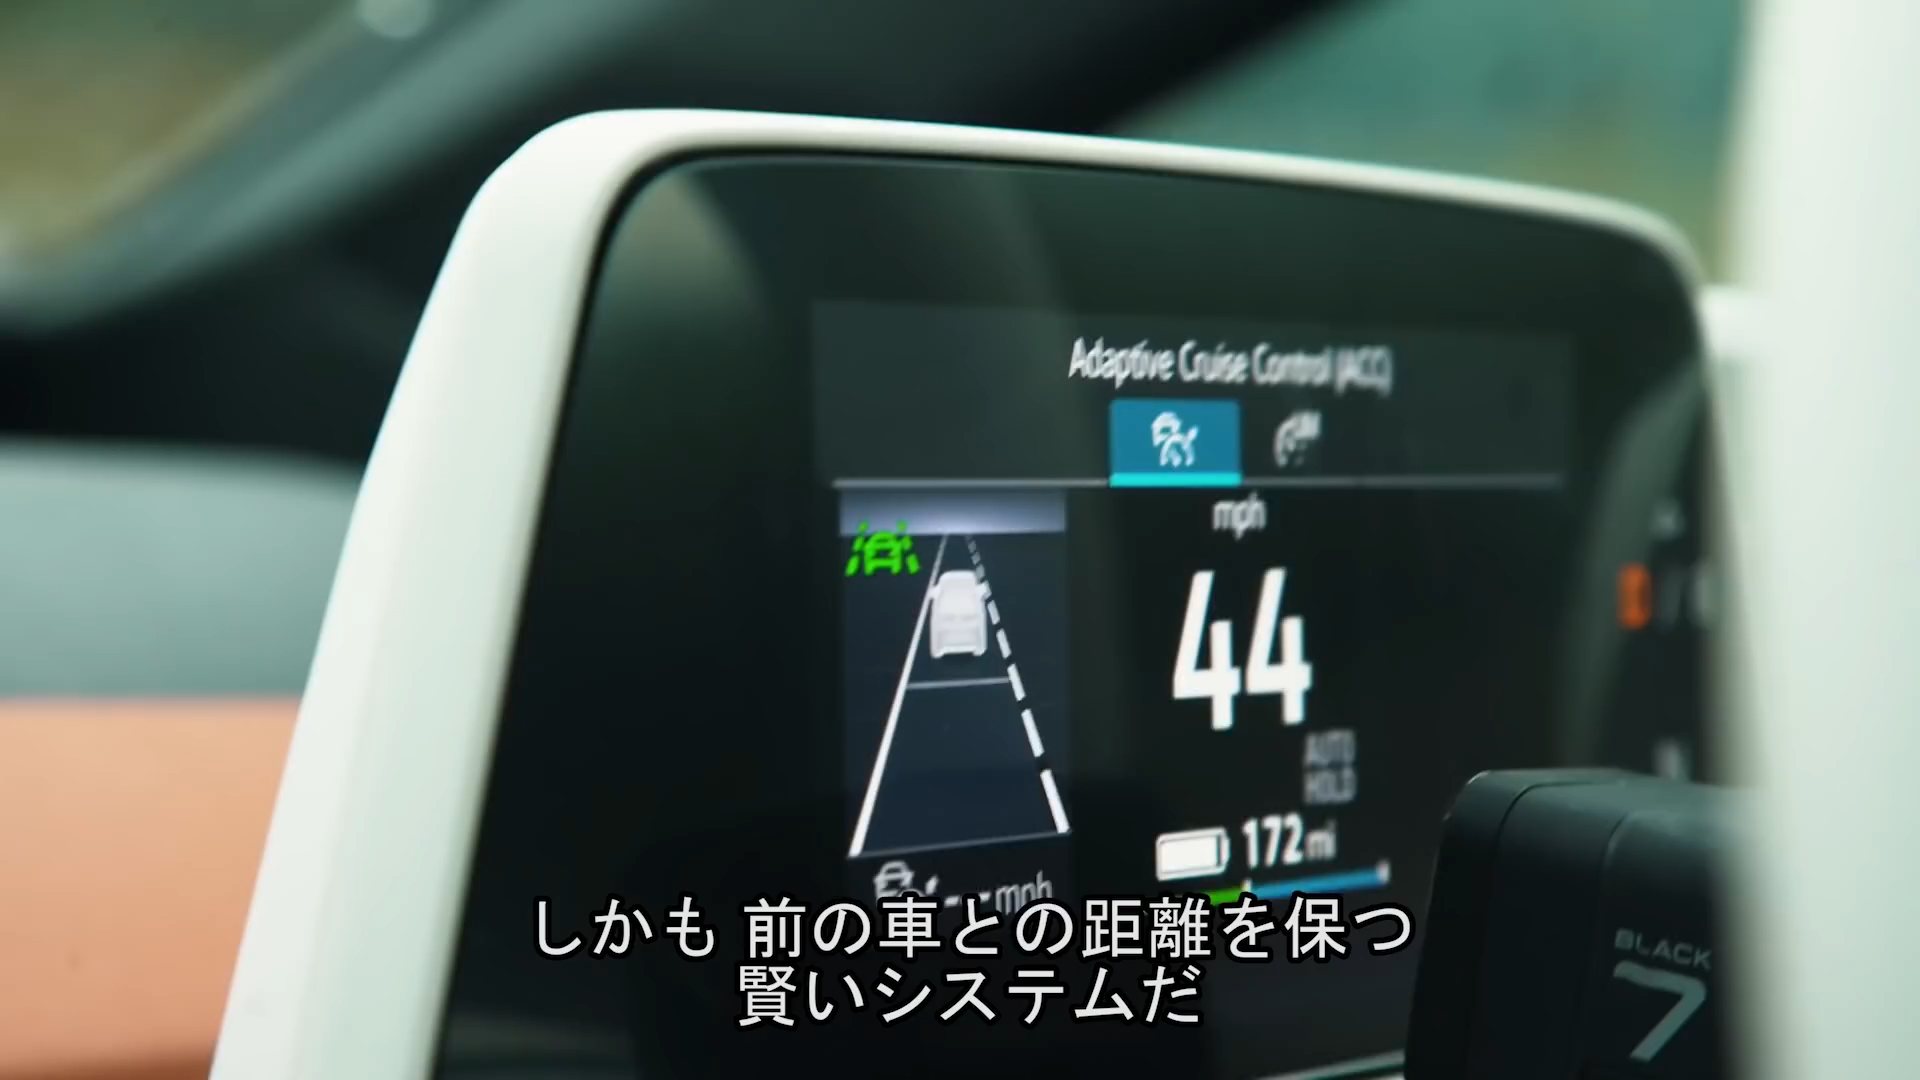 Adaptive Cruise Control (ACC)
mph
44
AUTO
HOLD
172 mi
--- mph
しかも 前の車との距離を保つ
賢いシステムだ
BLACK
7